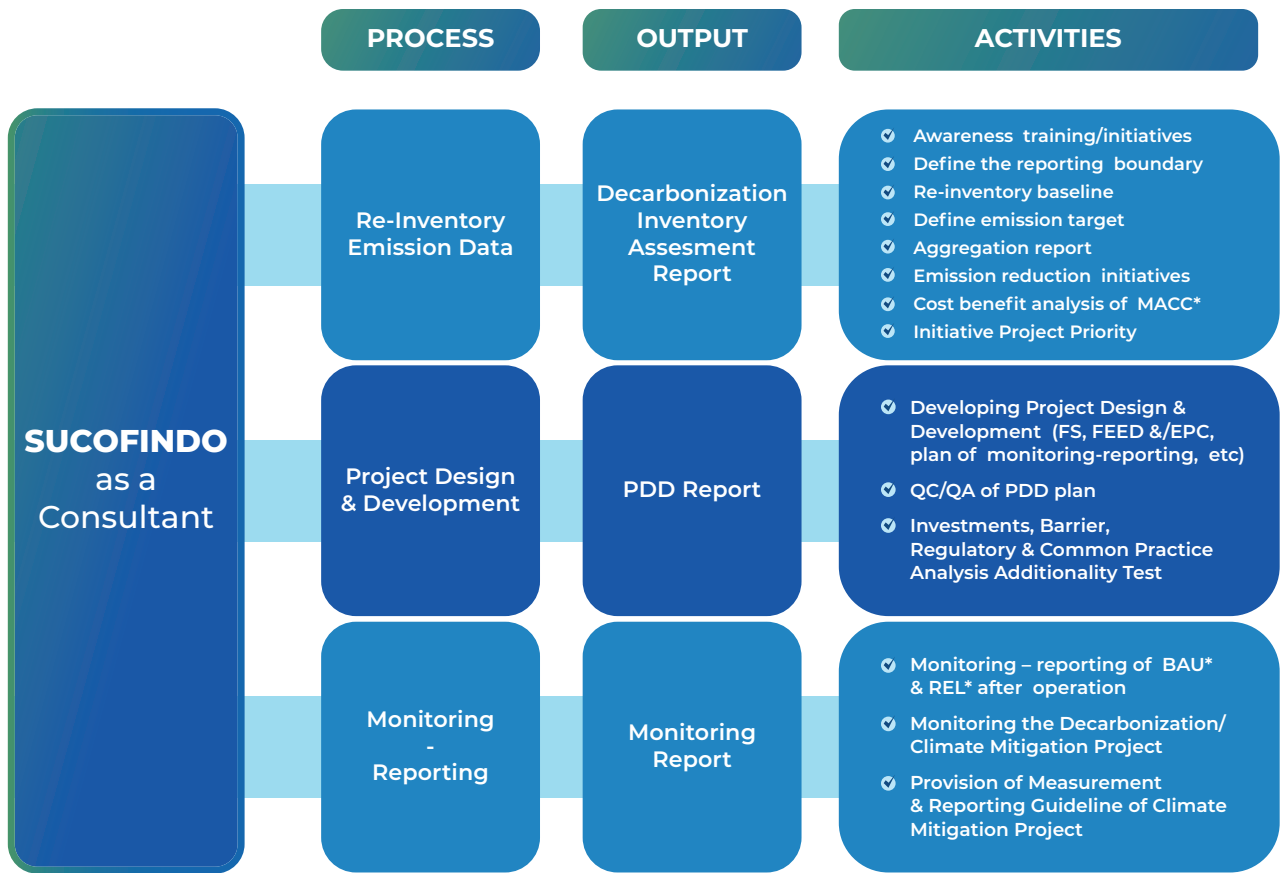 PROCESS
OUTPUT
ACTIVITIES
SUCOFINDO
as a
Consultant
Re-Inventory
Emission Data
Decarbonization
Inventory
Assesment
Report
Awareness training/initiatives
Define the reporting boundary
Re-inventory baseline
Define emission target
Aggregation report
Emission reduction initiatives
Cost benefit analysis of MACC*
Initiative Project Priority
Project Design
& Development
PDD Report
Developing Project Design &
Development (FS, FEED &/EPC,
plan of monitoring-reporting, etc)
QC/QA of PDD plan
Investments, Barrier,
Regulatory & Common Practice
Analysis Additionality Test
Monitoring
-
Reporting
Monitoring
Report
Monitoring – reporting of BAU*
& REL* after operation
Monitoring the Decarbonization/
Climate Mitigation Project
Provision of Measurement
& Reporting Guideline of Climate
Mitigation Project